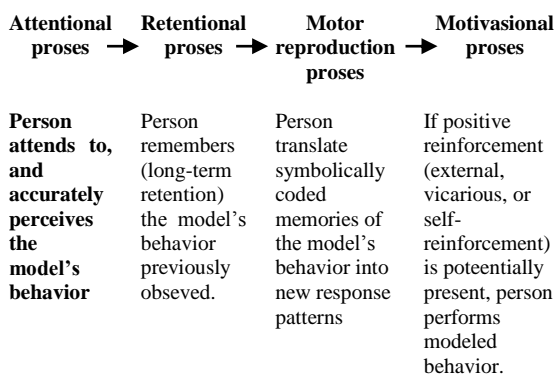 Attentional
proses
Retentional
proses
Motor
reproduction
proses
Motivasional
proses
Person
attends to,
and
accurately
perceives
the
model's
behavior
Person
remembers
(long-term
retention)
the model's
behavior
previously
obseved.
Person
translate
symbolically
coded
memories of
the model's
behavior into
new response
patterns
If positive
reinforcement
(external,
vicarious, or
self-
reinforcement)
is poteentially
present, person
performs
modeled
behavior.